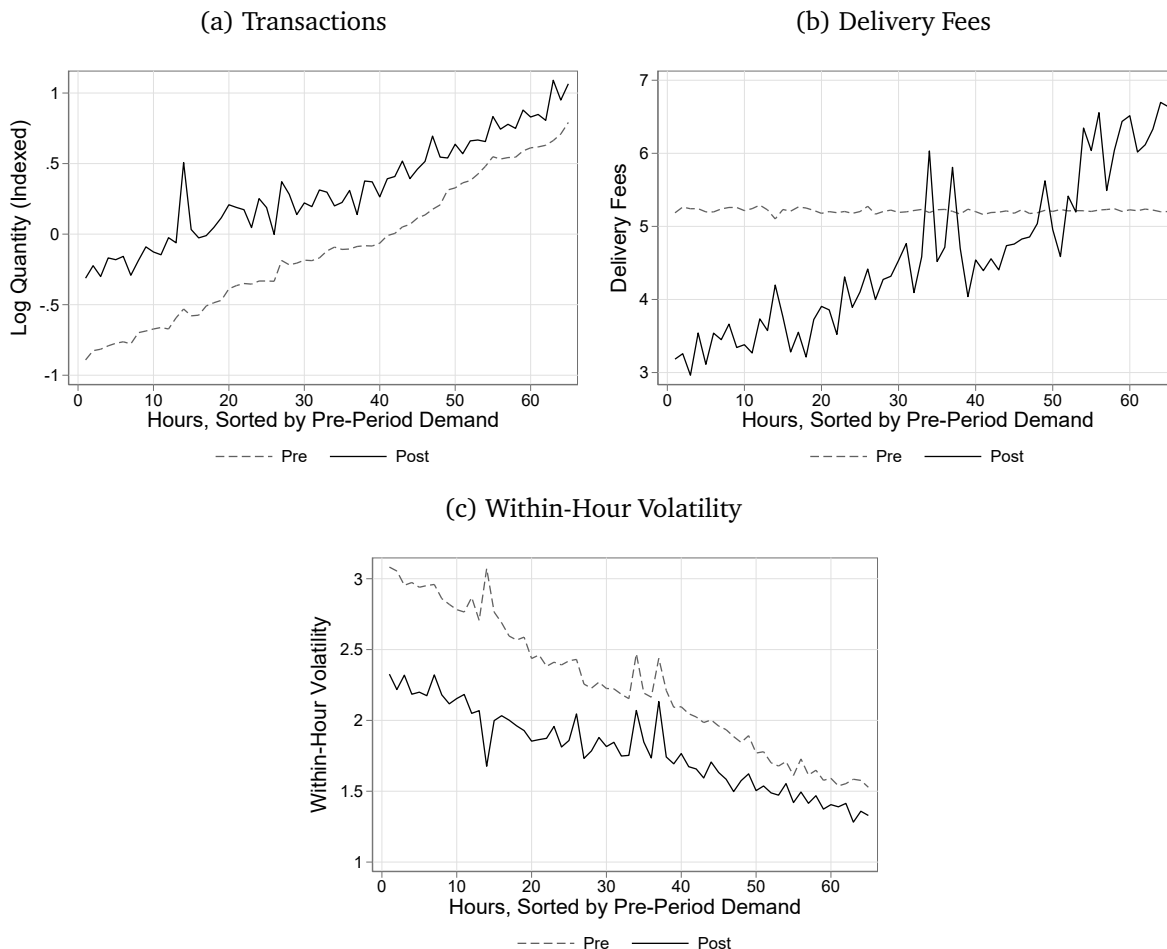 (a) Transactions
Log Quantity (Indexed)
1
.5
0
-.5
-1
0 10 20 30 40 50 60
Hours, Sorted by Pre-Period Demand
Pre Post
(b) Delivery Fees
Delivery Fees
7
6
5
4
3
0 20 40 60
Hours, Sorted by Pre-Period Demand
Pre Post
(c) Within-Hour Volatility
Within-Hour Volatility
3
2.5
2
1.5
1
0 10 20 30 40 50 60
Hours, Sorted by Pre-Period Demand
Pre Post